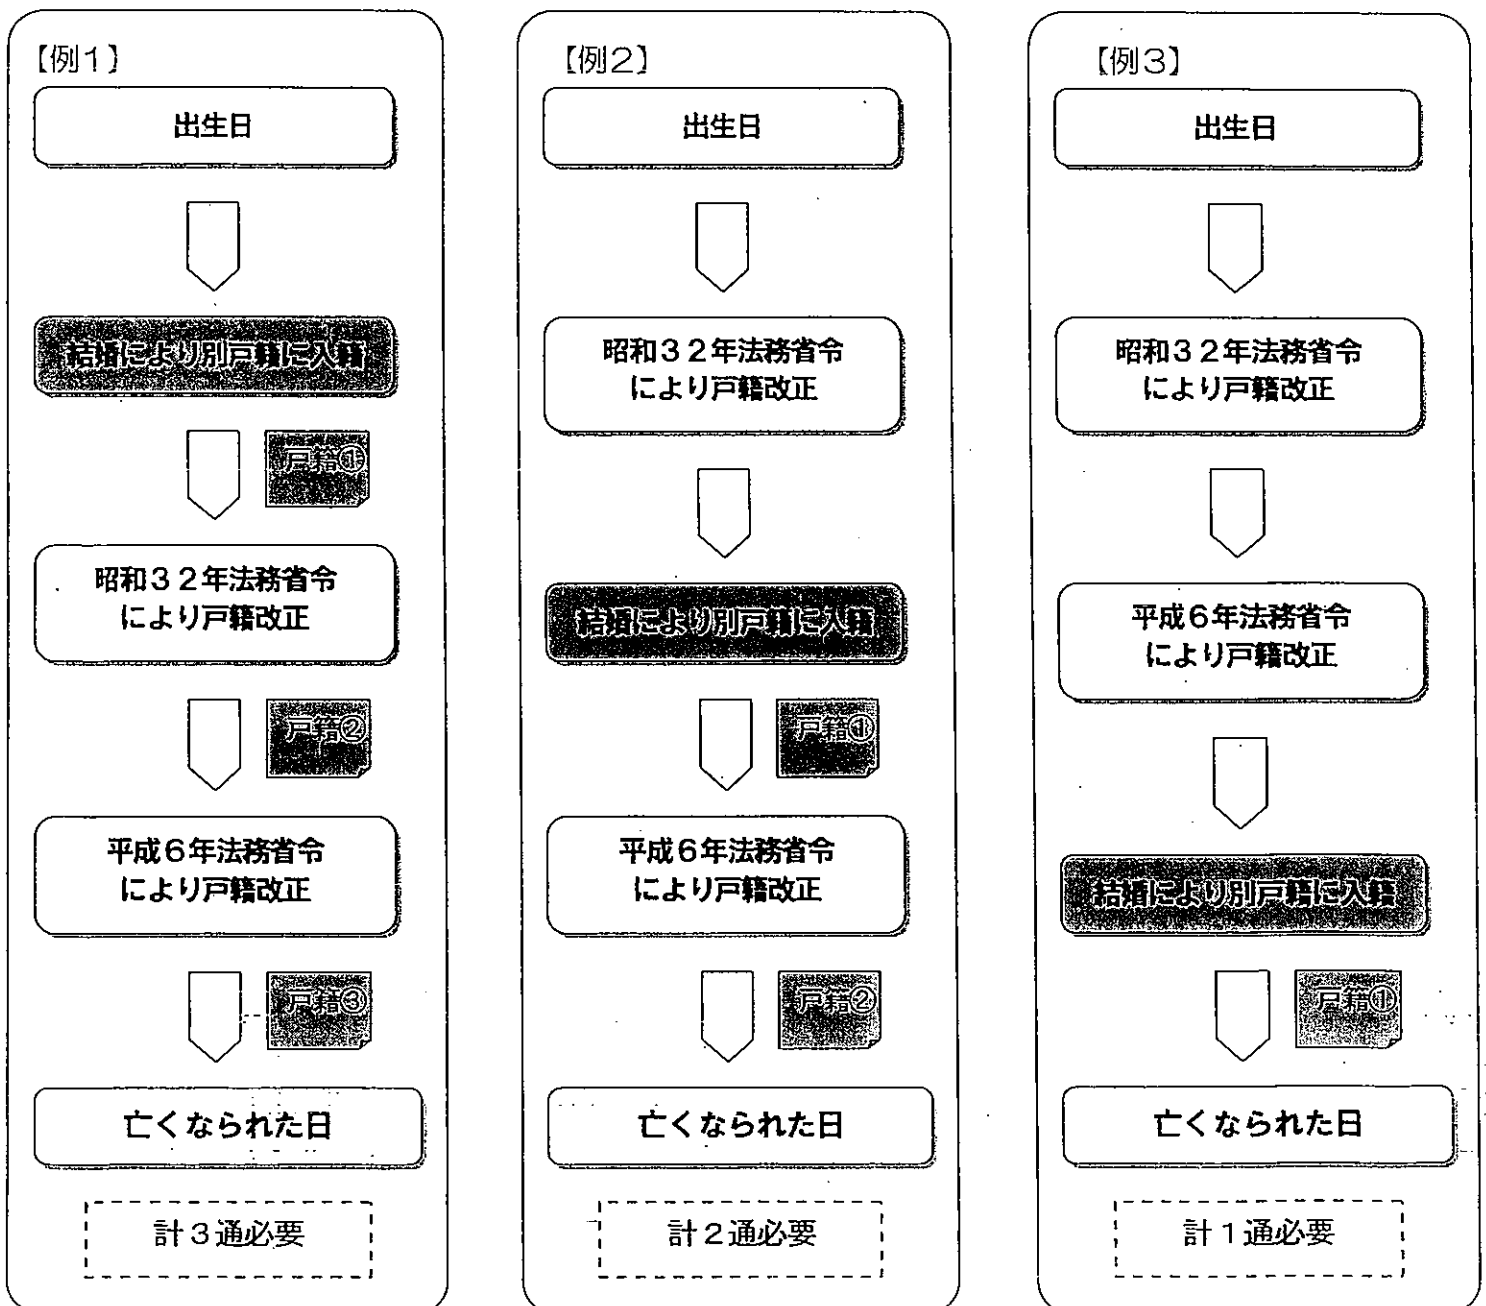 【例1】
出生日
結婚により別戸籍に入籍
戸籍①
昭和32年法務省令
により戸籍改正
戸籍②
平成6年法務省令
により戸籍改正
戸籍③
亡くなられた日
計3通必要
【例2】
出生日
昭和32年法務省令
により戸籍改正
結婚により別戸籍に入籍
戸籍①
平成6年法務省令
により戸籍改正
戸籍②
亡くなられた日
計2通必要
【例3】
出生日
昭和32年法務省令
により戸籍改正
平成6年法務省令
により戸籍改正
結婚により別戸籍に入籍
戸籍①
亡くなられた日
計1通必要